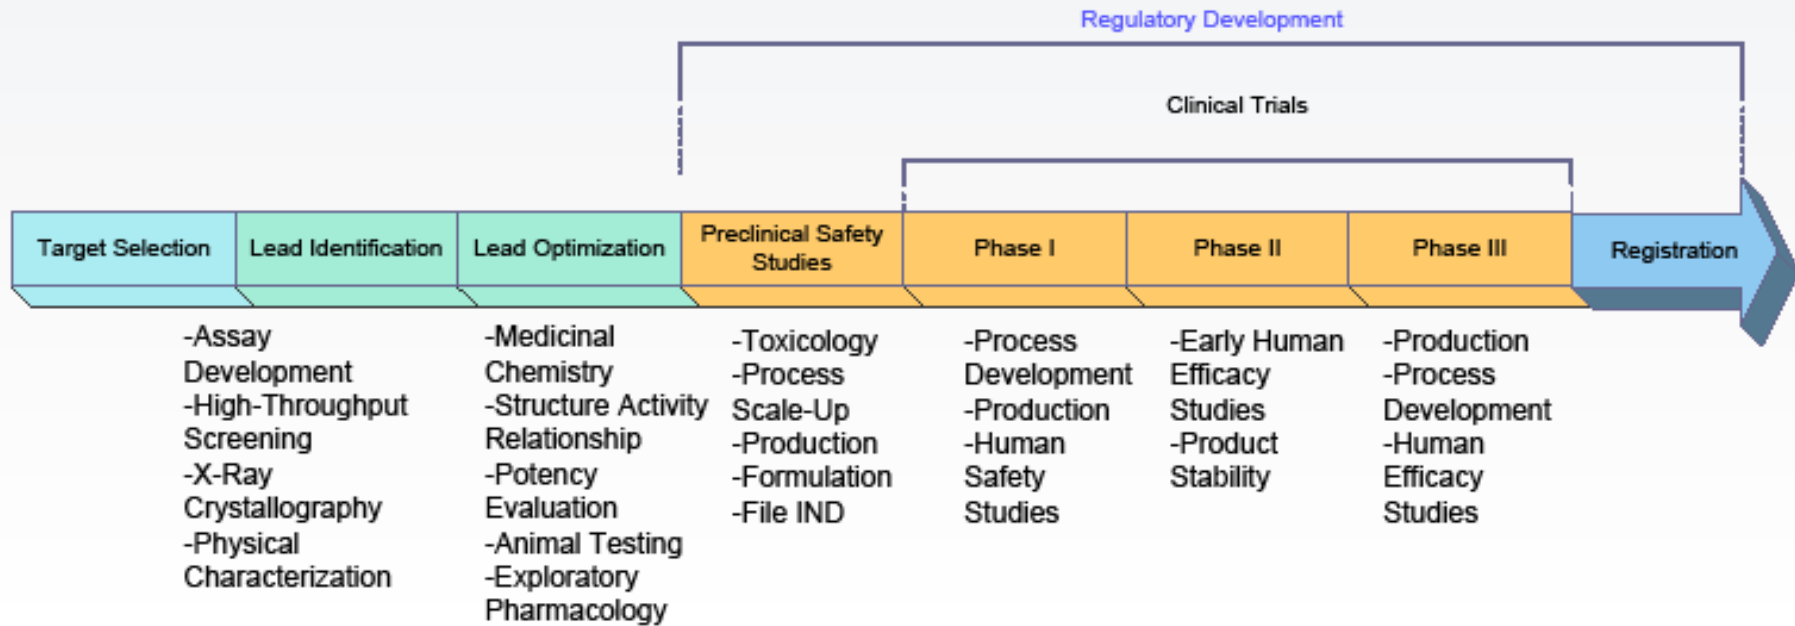 Regulatory Development
Clinical Trials
Target Selection
Lead Identification
Lead Optimization
Preclinical Safety
Studies
Phase I
Phase II
Phase III
Registration
-Assay
Development
-High-Throughput
Screening
-X-Ray
Crystallography
-Physical
Characterization
-Medicinal
Chemistry
-Structure Activity
Relationship
-Potency
Evaluation
-Animal Testing
-Exploratory
Pharmacology
-Toxicology
-Process
Scale-Up
-Production
-Formulation
-File IND
-Process
Development
-Production
-Human
Safety
Studies
-Early Human
Efficacy
Studies
-Product
Stability
-Production
-Process
Development
-Human
Efficacy
Studies